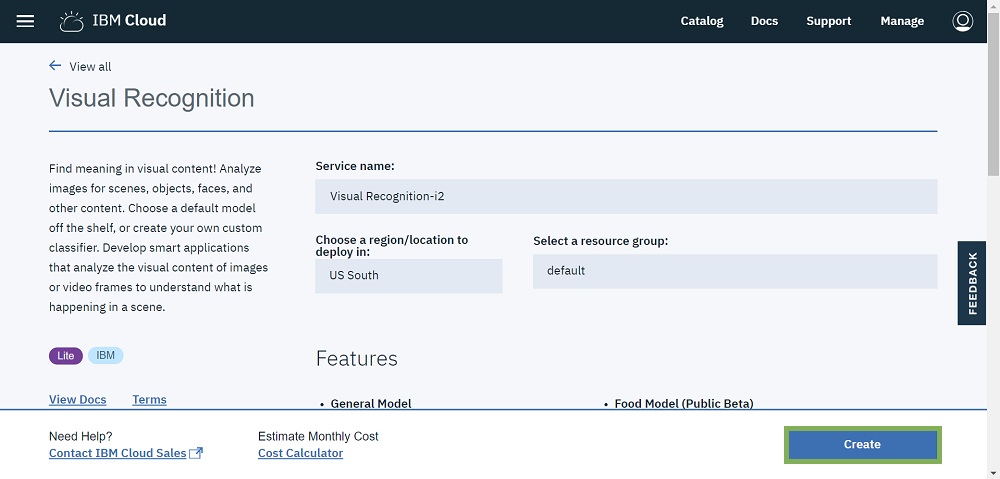 IBM Cloud
Catalog Docs Support Manage
View all
Visual Recognition
Find meaning in visual content! Analyze
images for scenes, objects, faces, and
other content. Choose a default model
off the shelf, or create your own custom
classifier. Develop smart applications
that analyze the visual content of images
or video frames to understand what is
happening in a scene.
Lite IBM
View Docs Terms
Service name:
Visual Recognition-i2
Choose a region/location to
deploy in:
US South
Select a resource group:
default
Features
• General Model
• Food Model (Public Beta)
FEEDBACK
Need Help?
Contact IBM Cloud Sales
Estimate Monthly Cost
Cost Calculator
Create